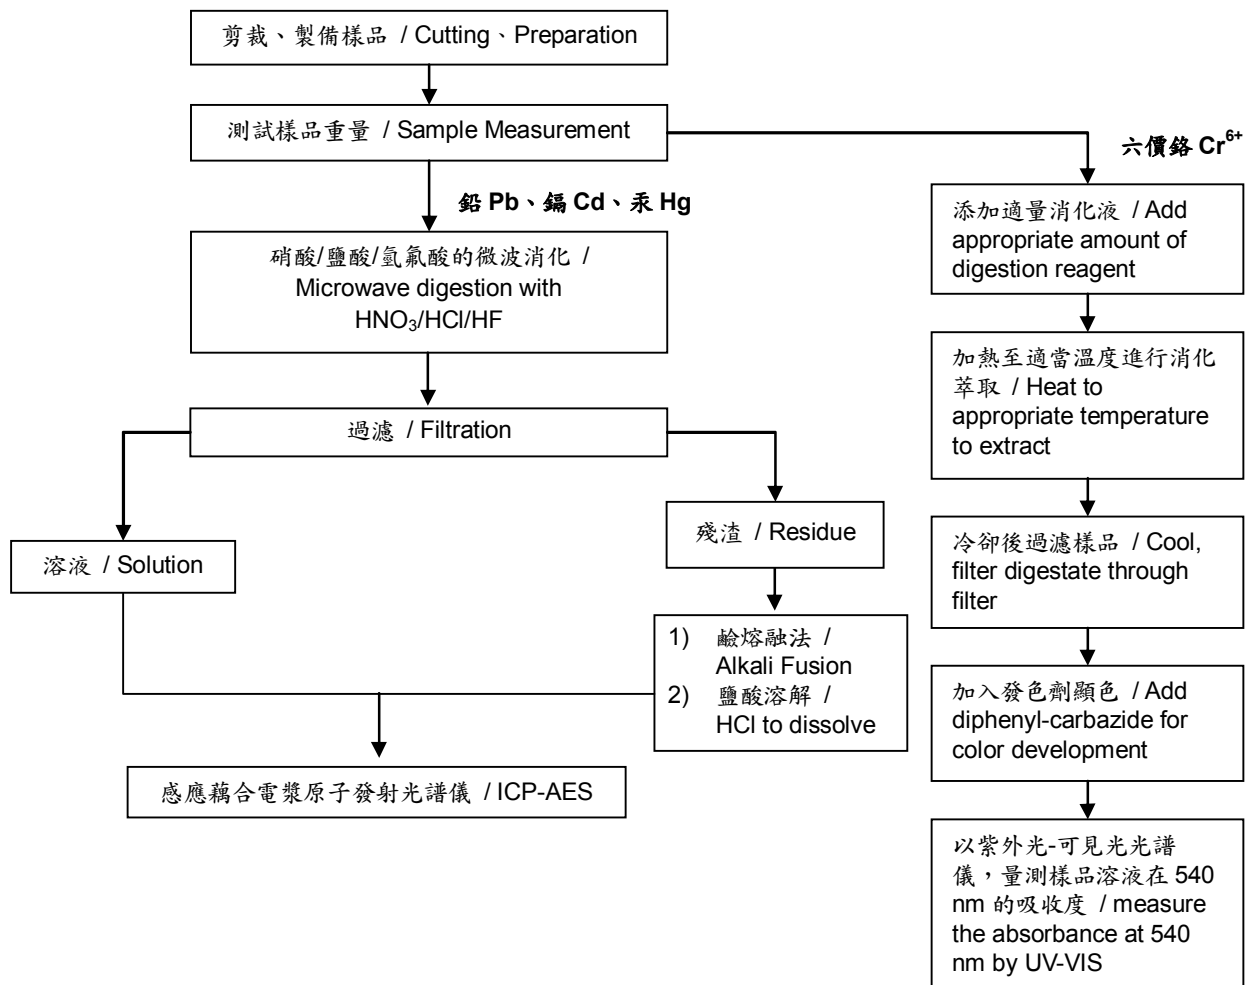 剪裁、製備樣品 / Cutting、Preparation
測試樣品重量 / Sample Measurement
六價鉻 Cr6+
鉛 Pb、鎘 Cd、汞 Hg
硝酸/鹽酸/氫氟酸的微波消化 /
Microwave digestion with
HNO3/HCl/HF
過濾 / Filtration
溶液 / Solution
殘渣 / Residue
1) 鹼熔融法 /
Alkali Fusion
2) 鹽酸溶解 /
HCl to dissolve
感應藕合電漿原子發射光譜儀 / ICP-AES
添加適量消化液 / Add
appropriate amount of
digestion reagent
加熱至適當溫度進行消化
萃取 / Heat to
appropriate temperature
to extract
冷卻後過濾樣品 / Cool,
filter digestate through
filter
加入發色劑顯色 / Add
diphenyl-carbazide for
color development
以紫外光-可見光光譜
儀，量測樣品溶液在 540
nm 的吸收度 / measure
the absorbance at 540
nm by UV-VIS